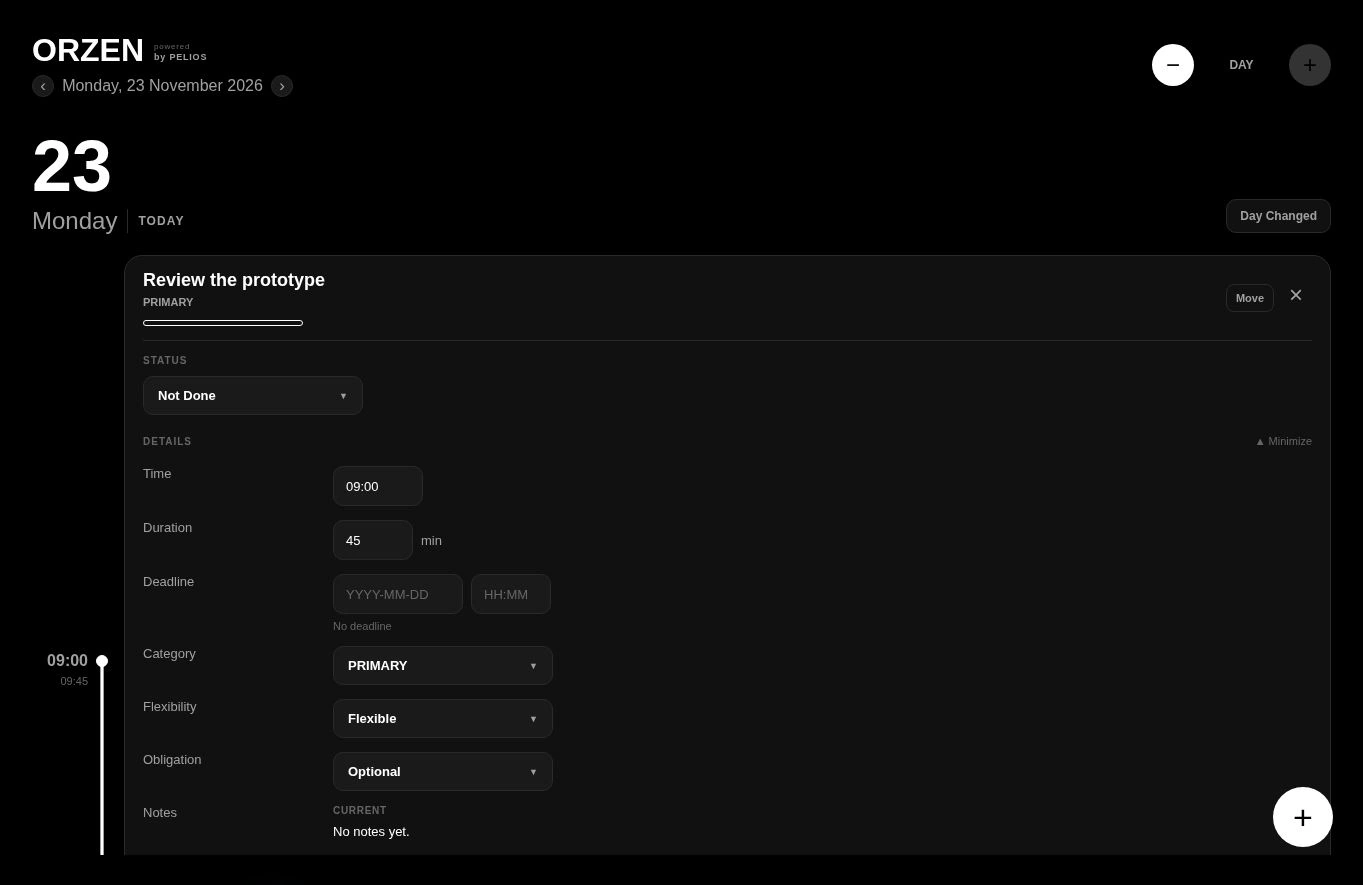 ORZEN powered by PELIOS
‹ Monday, 23 November 2026 ›
− DAY +
23
Monday TODAY
Day Changed
Review the prototype
PRIMARY
Move ✕
STATUS
Not Done ▼
DETAILS ▲ Minimize
Time 09:00
Duration 45 min
Deadline YYYY-MM-DD HH:MM
No deadline
09:00
09:45
Category PRIMARY ▼
Flexibility Flexible ▼
Obligation Optional ▼
Notes CURRENT
No notes yet.
+